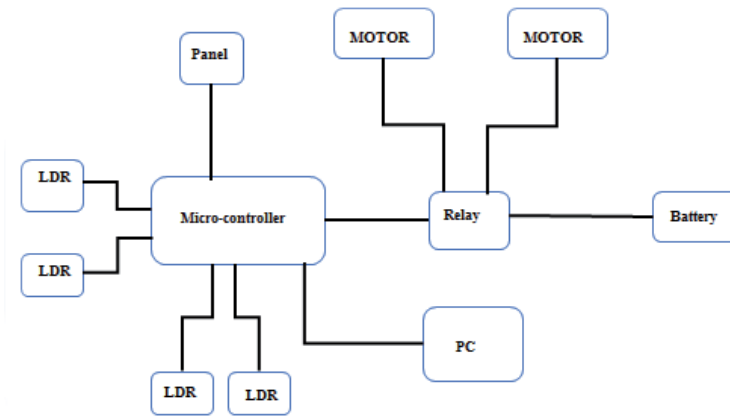 MOTOR
MOTOR
Panel
LDR
Micro-controller
Relay
Battery
LDR
PC
LDR
LDR